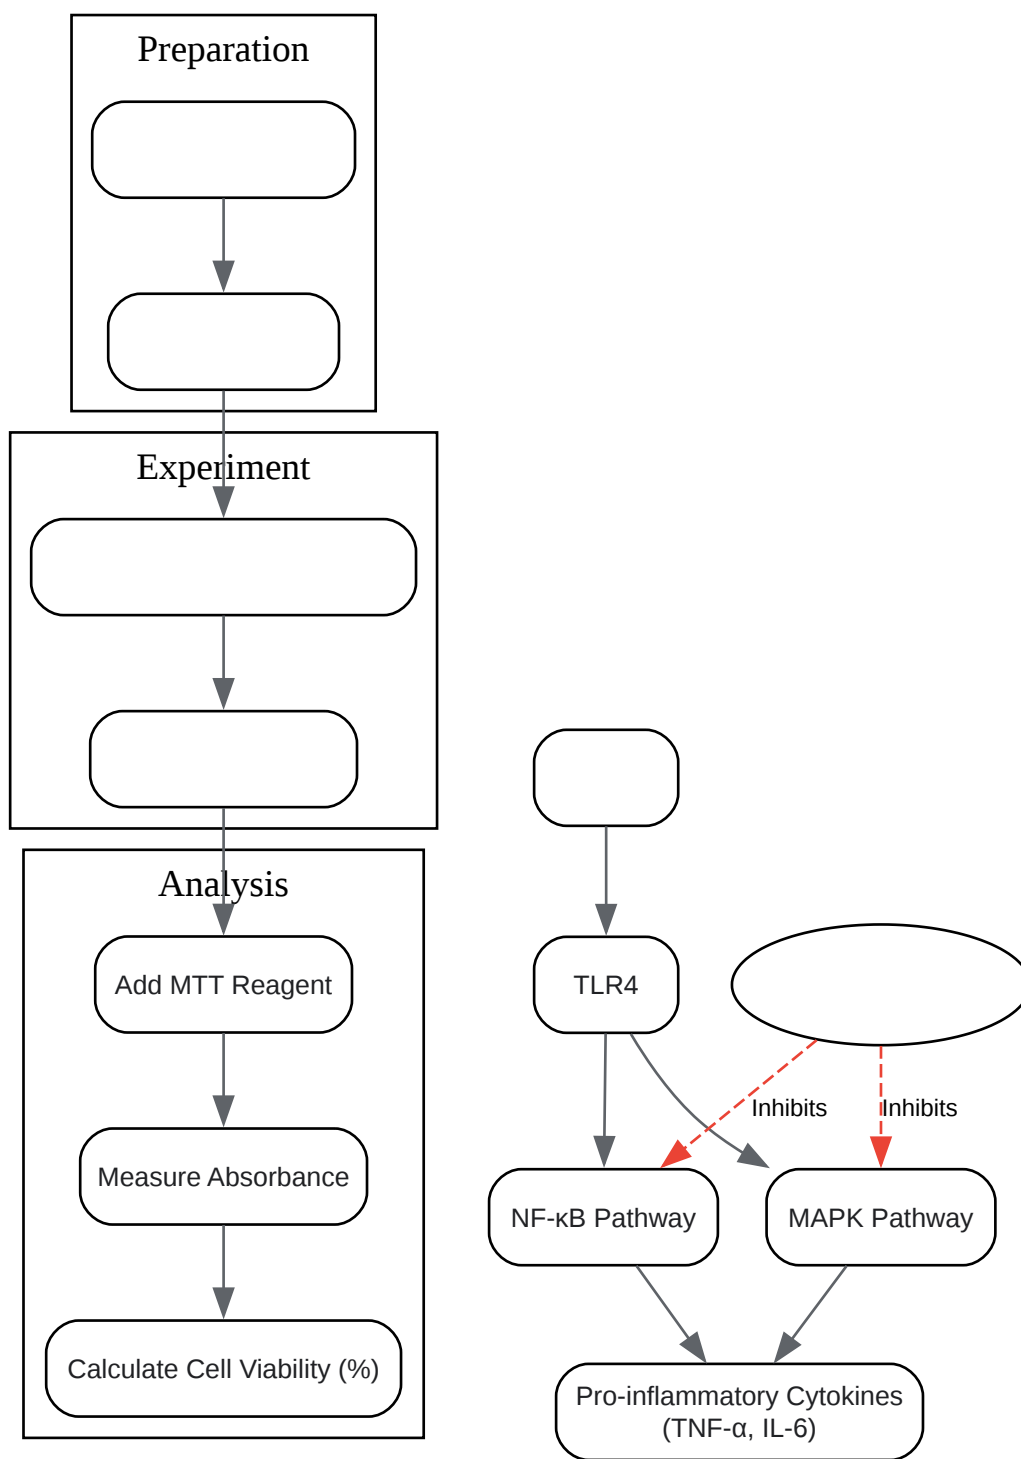 Preparation
Experiment
Analysis
Add MTT Reagent
Measure Absorbance
Calculate Cell Viability (%)
TLR4
Inhibits
Inhibits
NF-κB Pathway
MAPK Pathway
Pro-inflammatory Cytokines
(TNF-α, IL-6)